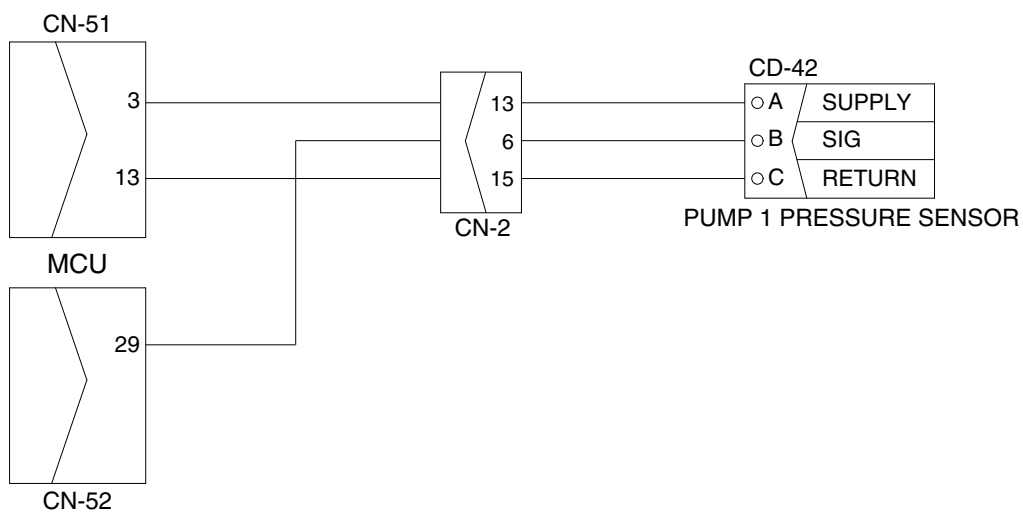 CN-51
3
13
MCU
29
CN-52
13
6
15
CN-2
CD-42
A SUPPLY
B SIG
C RETURN
PUMP 1 PRESSURE SENSOR